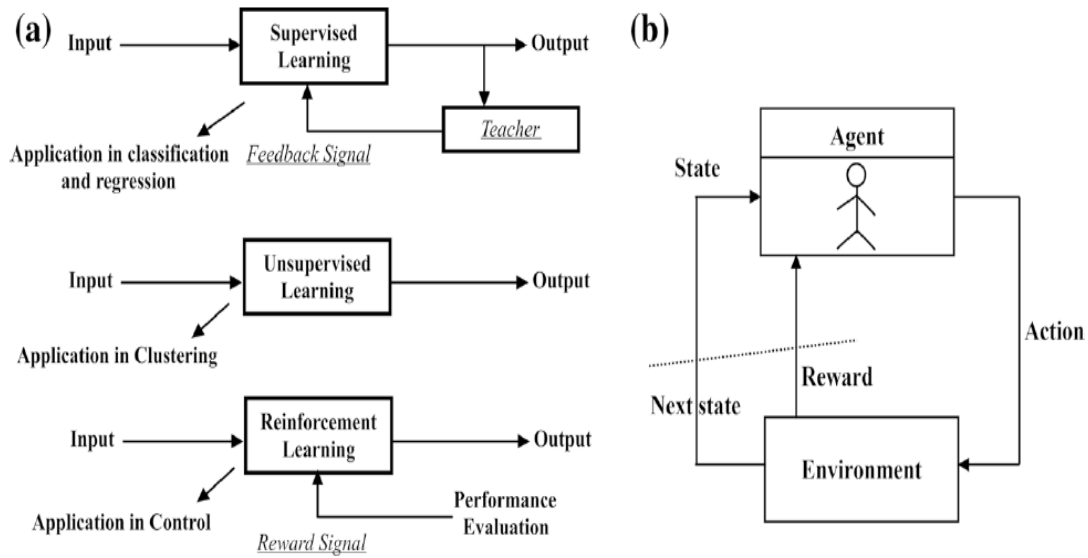 (a)
Input
Supervised
Learning
Output
Teacher
Feedback Signal
Application in classification
and regression
Input
Unsupervised
Learning
Output
Application in Clustering
Input
Reinforcement
Learning
Output
Application in Control
Performance
Evaluation
Reward Signal
(b)
Agent
State
Action
Reward
Next state
Environment